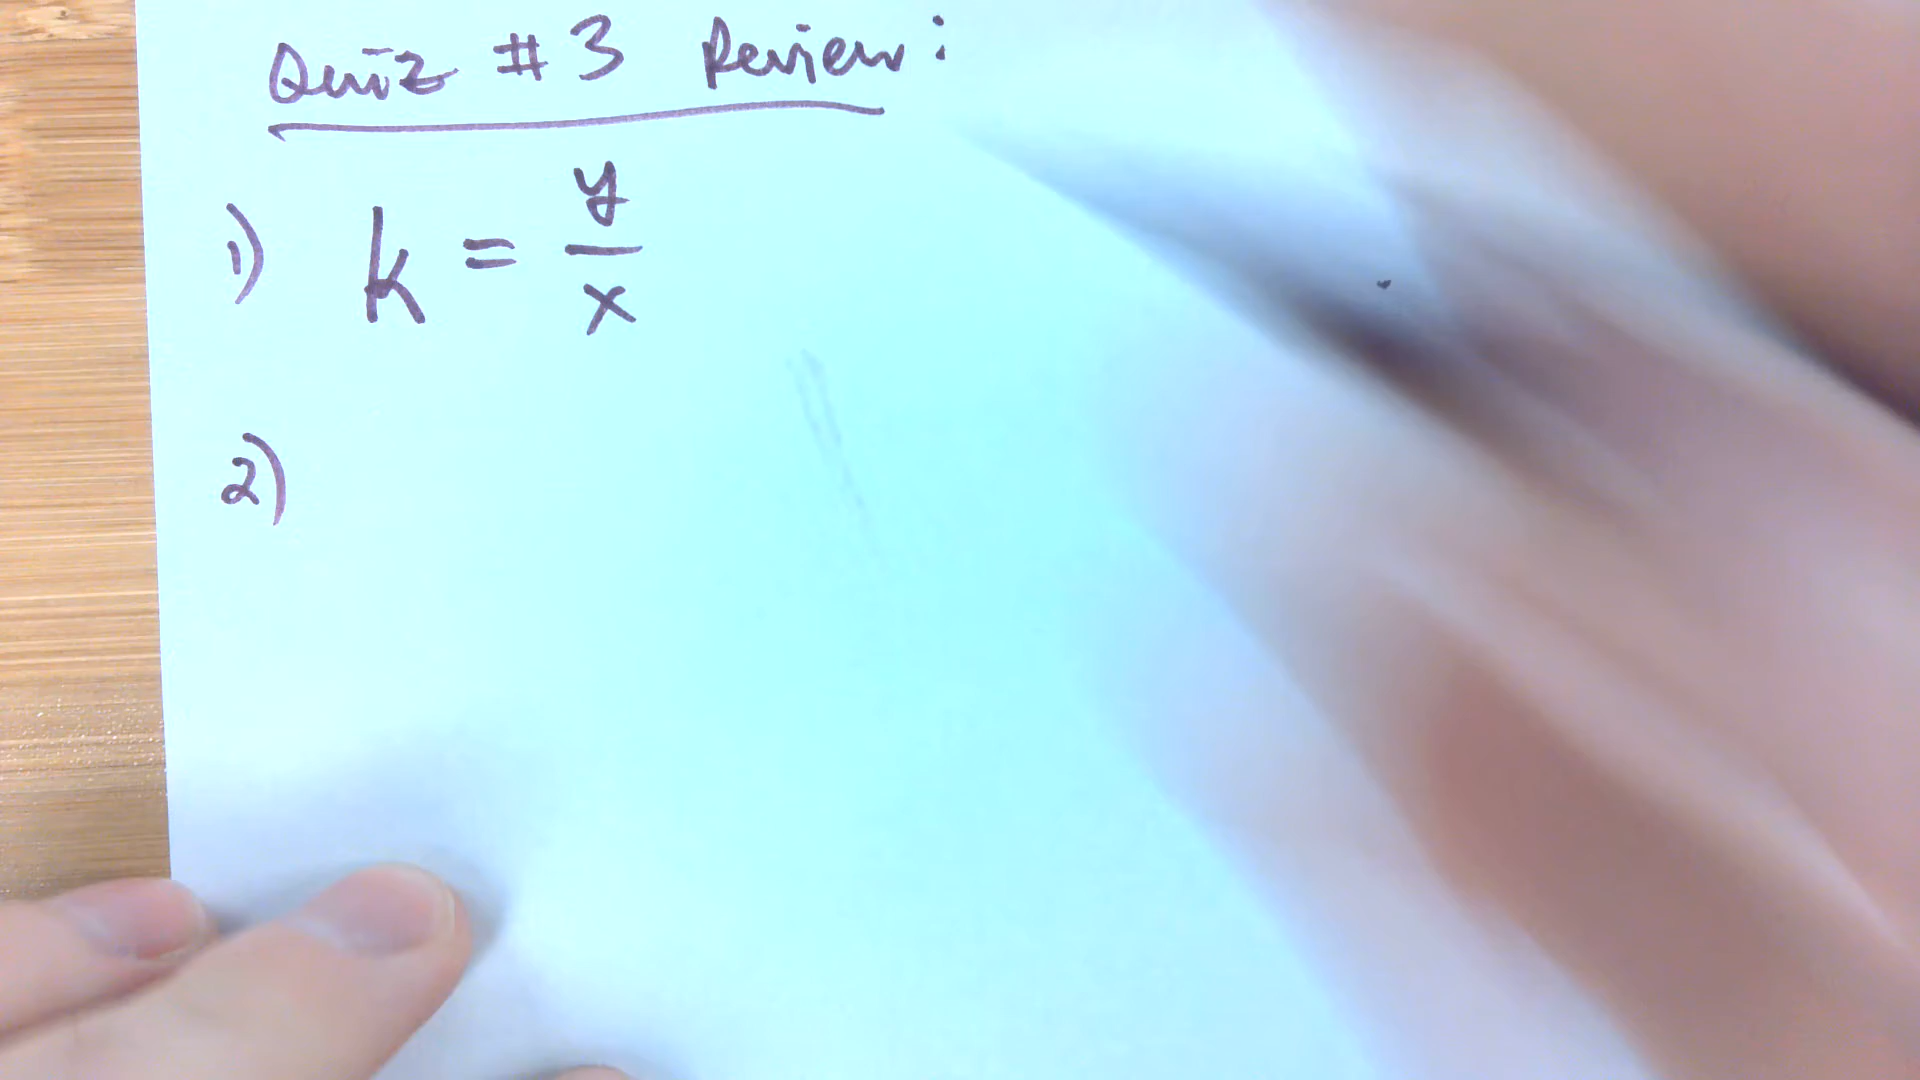 Quiz #3 Review:
1) k = y/x
2)